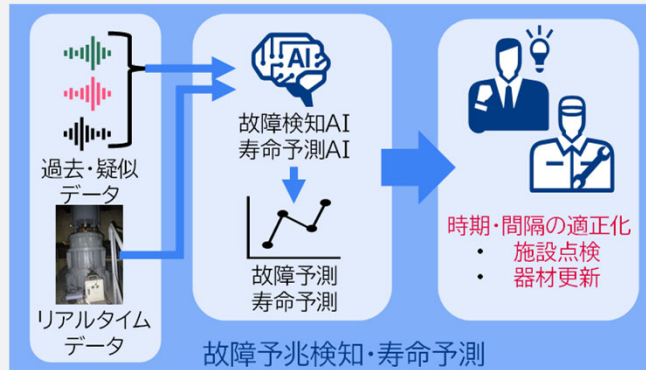 過去・疑似
データ
リアルタイム
データ
AI
故障検知AI
寿命予測AI
故障予測
寿命予測
時期・間隔の適正化
・ 施設点検
・ 器材更新
故障予兆検知・寿命予測